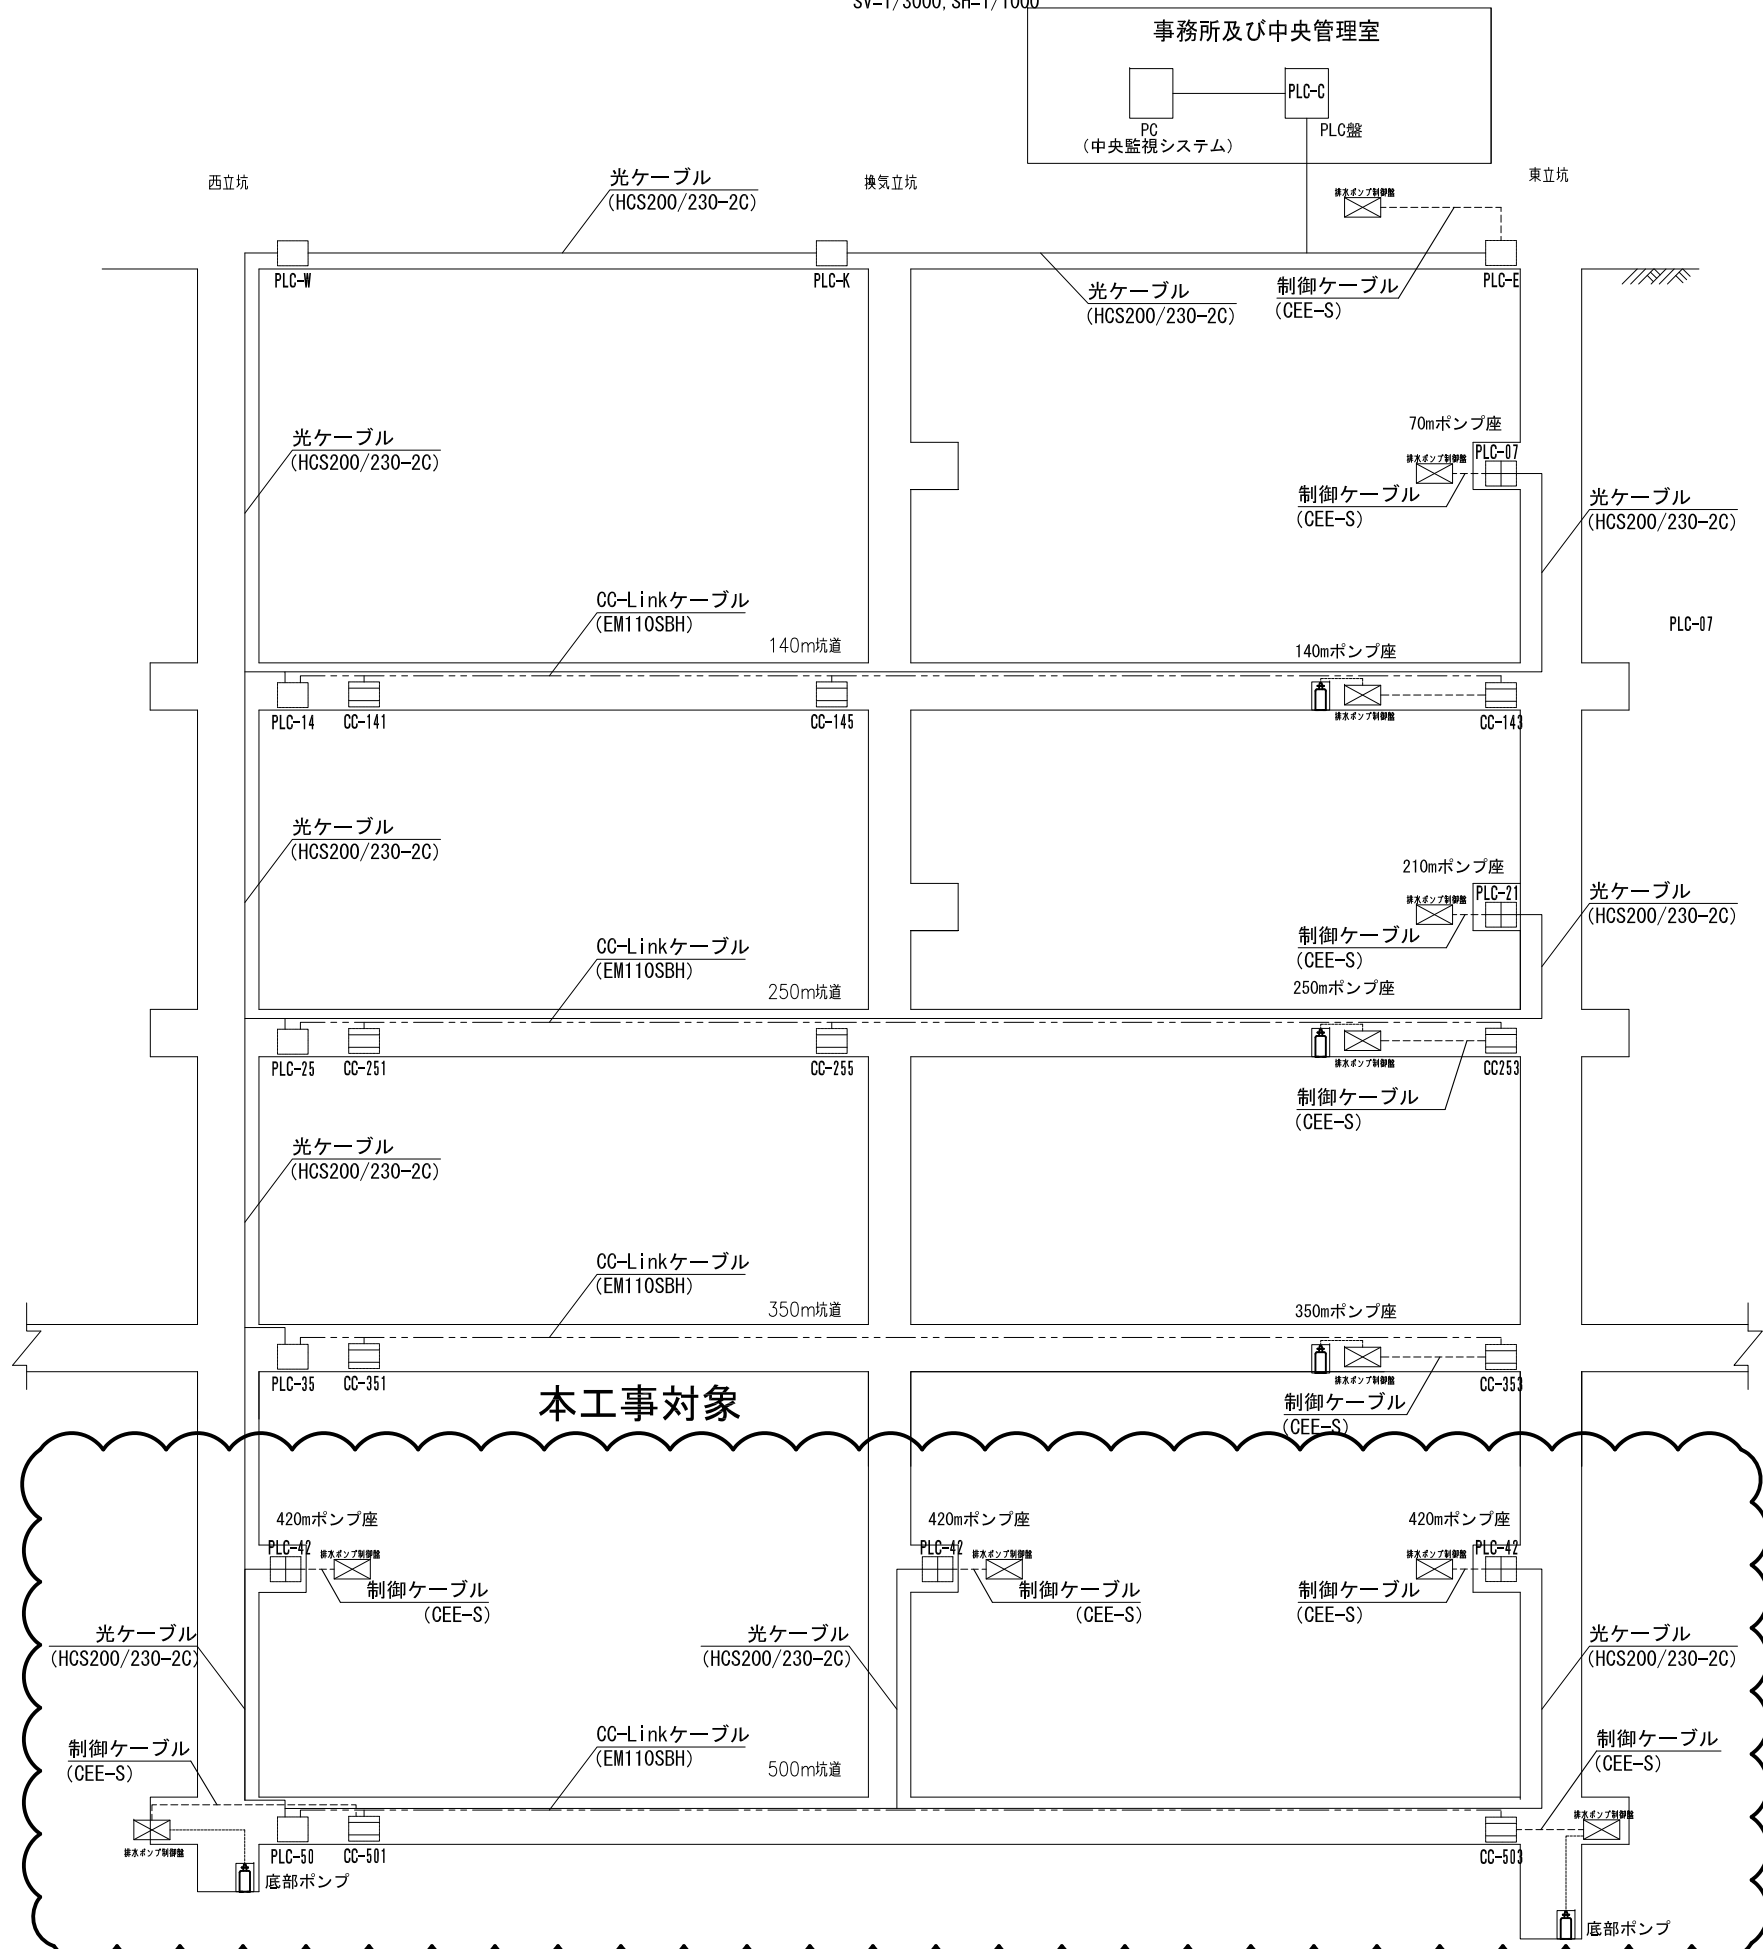 SV=1/3000, SH=1/1000
事務所及び中央管理室
PLC-C
PC
PLC盤
(中央監視システム)
西立坑
換気立坑
東立坑
光ケーブル
(HCS200/230-2C)
排水ポンプ制御盤
PLC-W
PLC-K
PLC-E
光ケーブル
(HCS200/230-2C)
制御ケーブル
(CEE-S)
70mポンプ座
光ケーブル
(HCS200/230-2C)
排水ポンプ制御盤
PLC-07
制御ケーブル
(CEE-S)
光ケーブル
(HCS200/230-2C)
CC-Linkケーブル
(EM110SBH)
PLC-07
140m坑道
140mポンプ座
PLC-14
CC-141
CC-145
排水ポンプ制御盤
CC-143
光ケーブル
(HCS200/230-2C)
210mポンプ座
排水ポンプ制御盤
PLC-21
光ケーブル
(HCS200/230-2C)
制御ケーブル
(CEE-S)
CC-Linkケーブル
(EM110SBH)
250m坑道
250mポンプ座
PLC-25
CC-251
CC-255
排水ポンプ制御盤
CC253
制御ケーブル
(CEE-S)
光ケーブル
(HCS200/230-2C)
CC-Linkケーブル
(EM110SBH)
350m坑道
350mポンプ座
PLC-35
CC-351
排水ポンプ制御盤
CC-353
本工事対象
制御ケーブル
(CEE-S)
420mポンプ座
420mポンプ座
420mポンプ座
PLC-42
排水ポンプ制御盤
PLC-42
排水ポンプ制御盤
排水ポンプ制御盤
PLC-42
制御ケーブル
(CEE-S)
制御ケーブル
(CEE-S)
制御ケーブル
(CEE-S)
光ケーブル
(HCS200/230-2C)
光ケーブル
(HCS200/230-2C)
光ケーブル
(HCS200/230-2C)
制御ケーブル
(CEE-S)
CC-Linkケーブル
(EM110SBH)
500m坑道
制御ケーブル
(CEE-S)
排水ポンプ制御盤
排水ポンプ制御盤
PLC-50
CC-501
CC-503
底部ポンプ
底部ポンプ